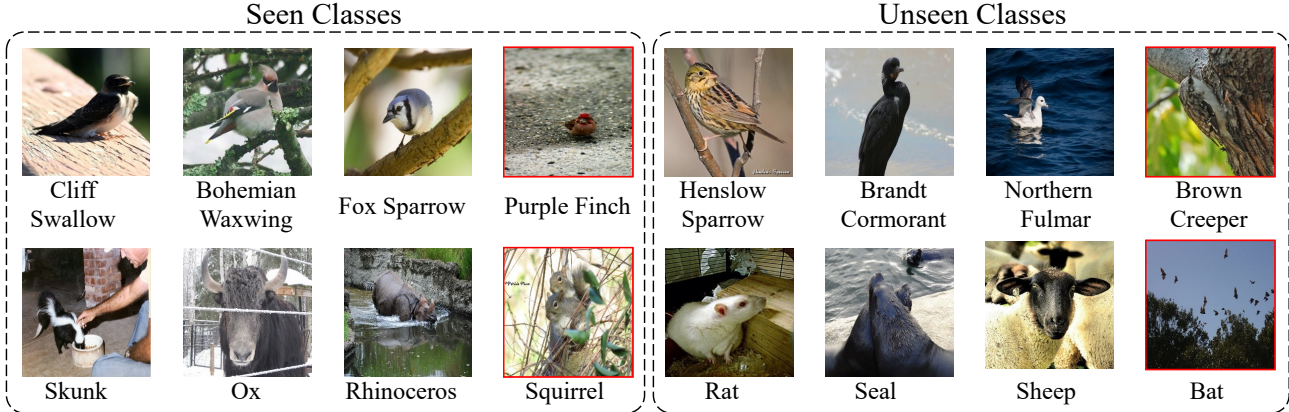 Seen Classes
Unseen Classes
Cliff
Swallow
Bohemian
Waxwing
Fox Sparrow
Purple Finch
Henslow
Sparrow
Brandt
Cormorant
Northern
Fulmar
Brown
Creeper
Skunk
Ox
Rhinoceros
Squirrel
Rat
Seal
Sheep
Bat